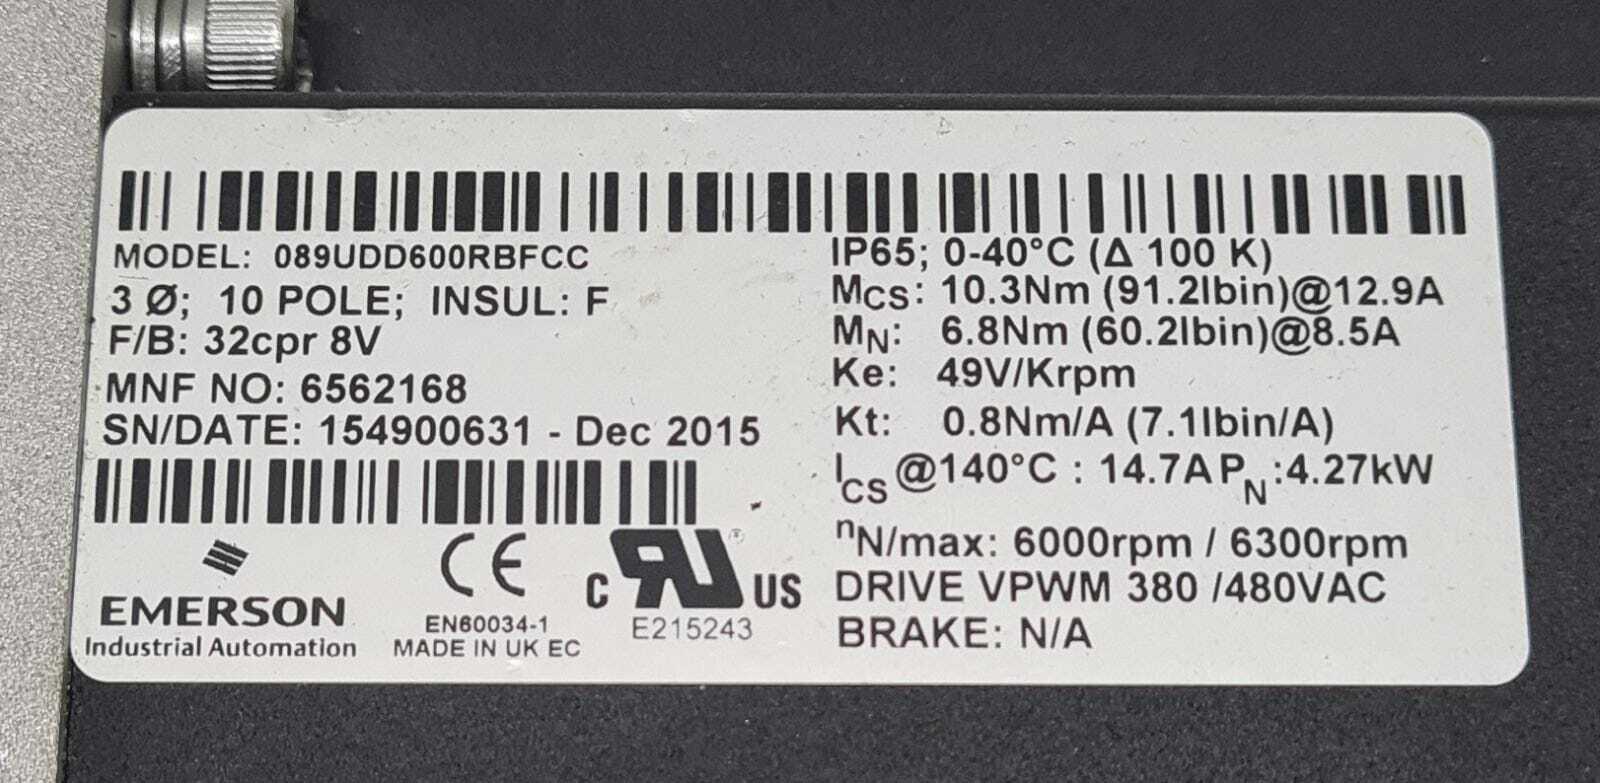 MODEL: 089UDD600RBFCC
3 Ø; 10 POLE; INSUL: F
F/B: 32cpr 8V
MNF NO: 6562168
SN/DATE: 154900631 - Dec 2015
EMERSON
Industrial Automation
CE
EN60034-1
MADE IN UK EC
C RU US
®
E215243
IP65; 0-40°C (Δ 100 K)
MCS: 10.3Nm (91.2lbin)@12.9A
MN: 6.8Nm (60.2lbin)@8.5A
Ke: 49V/Krpm
Kt: 0.8Nm/A (7.1lbin/A)
ICS @140°C : 14.7A PN :4.27kW
nN/max: 6000rpm / 6300rpm
DRIVE VPWM 380 /480VAC
BRAKE: N/A